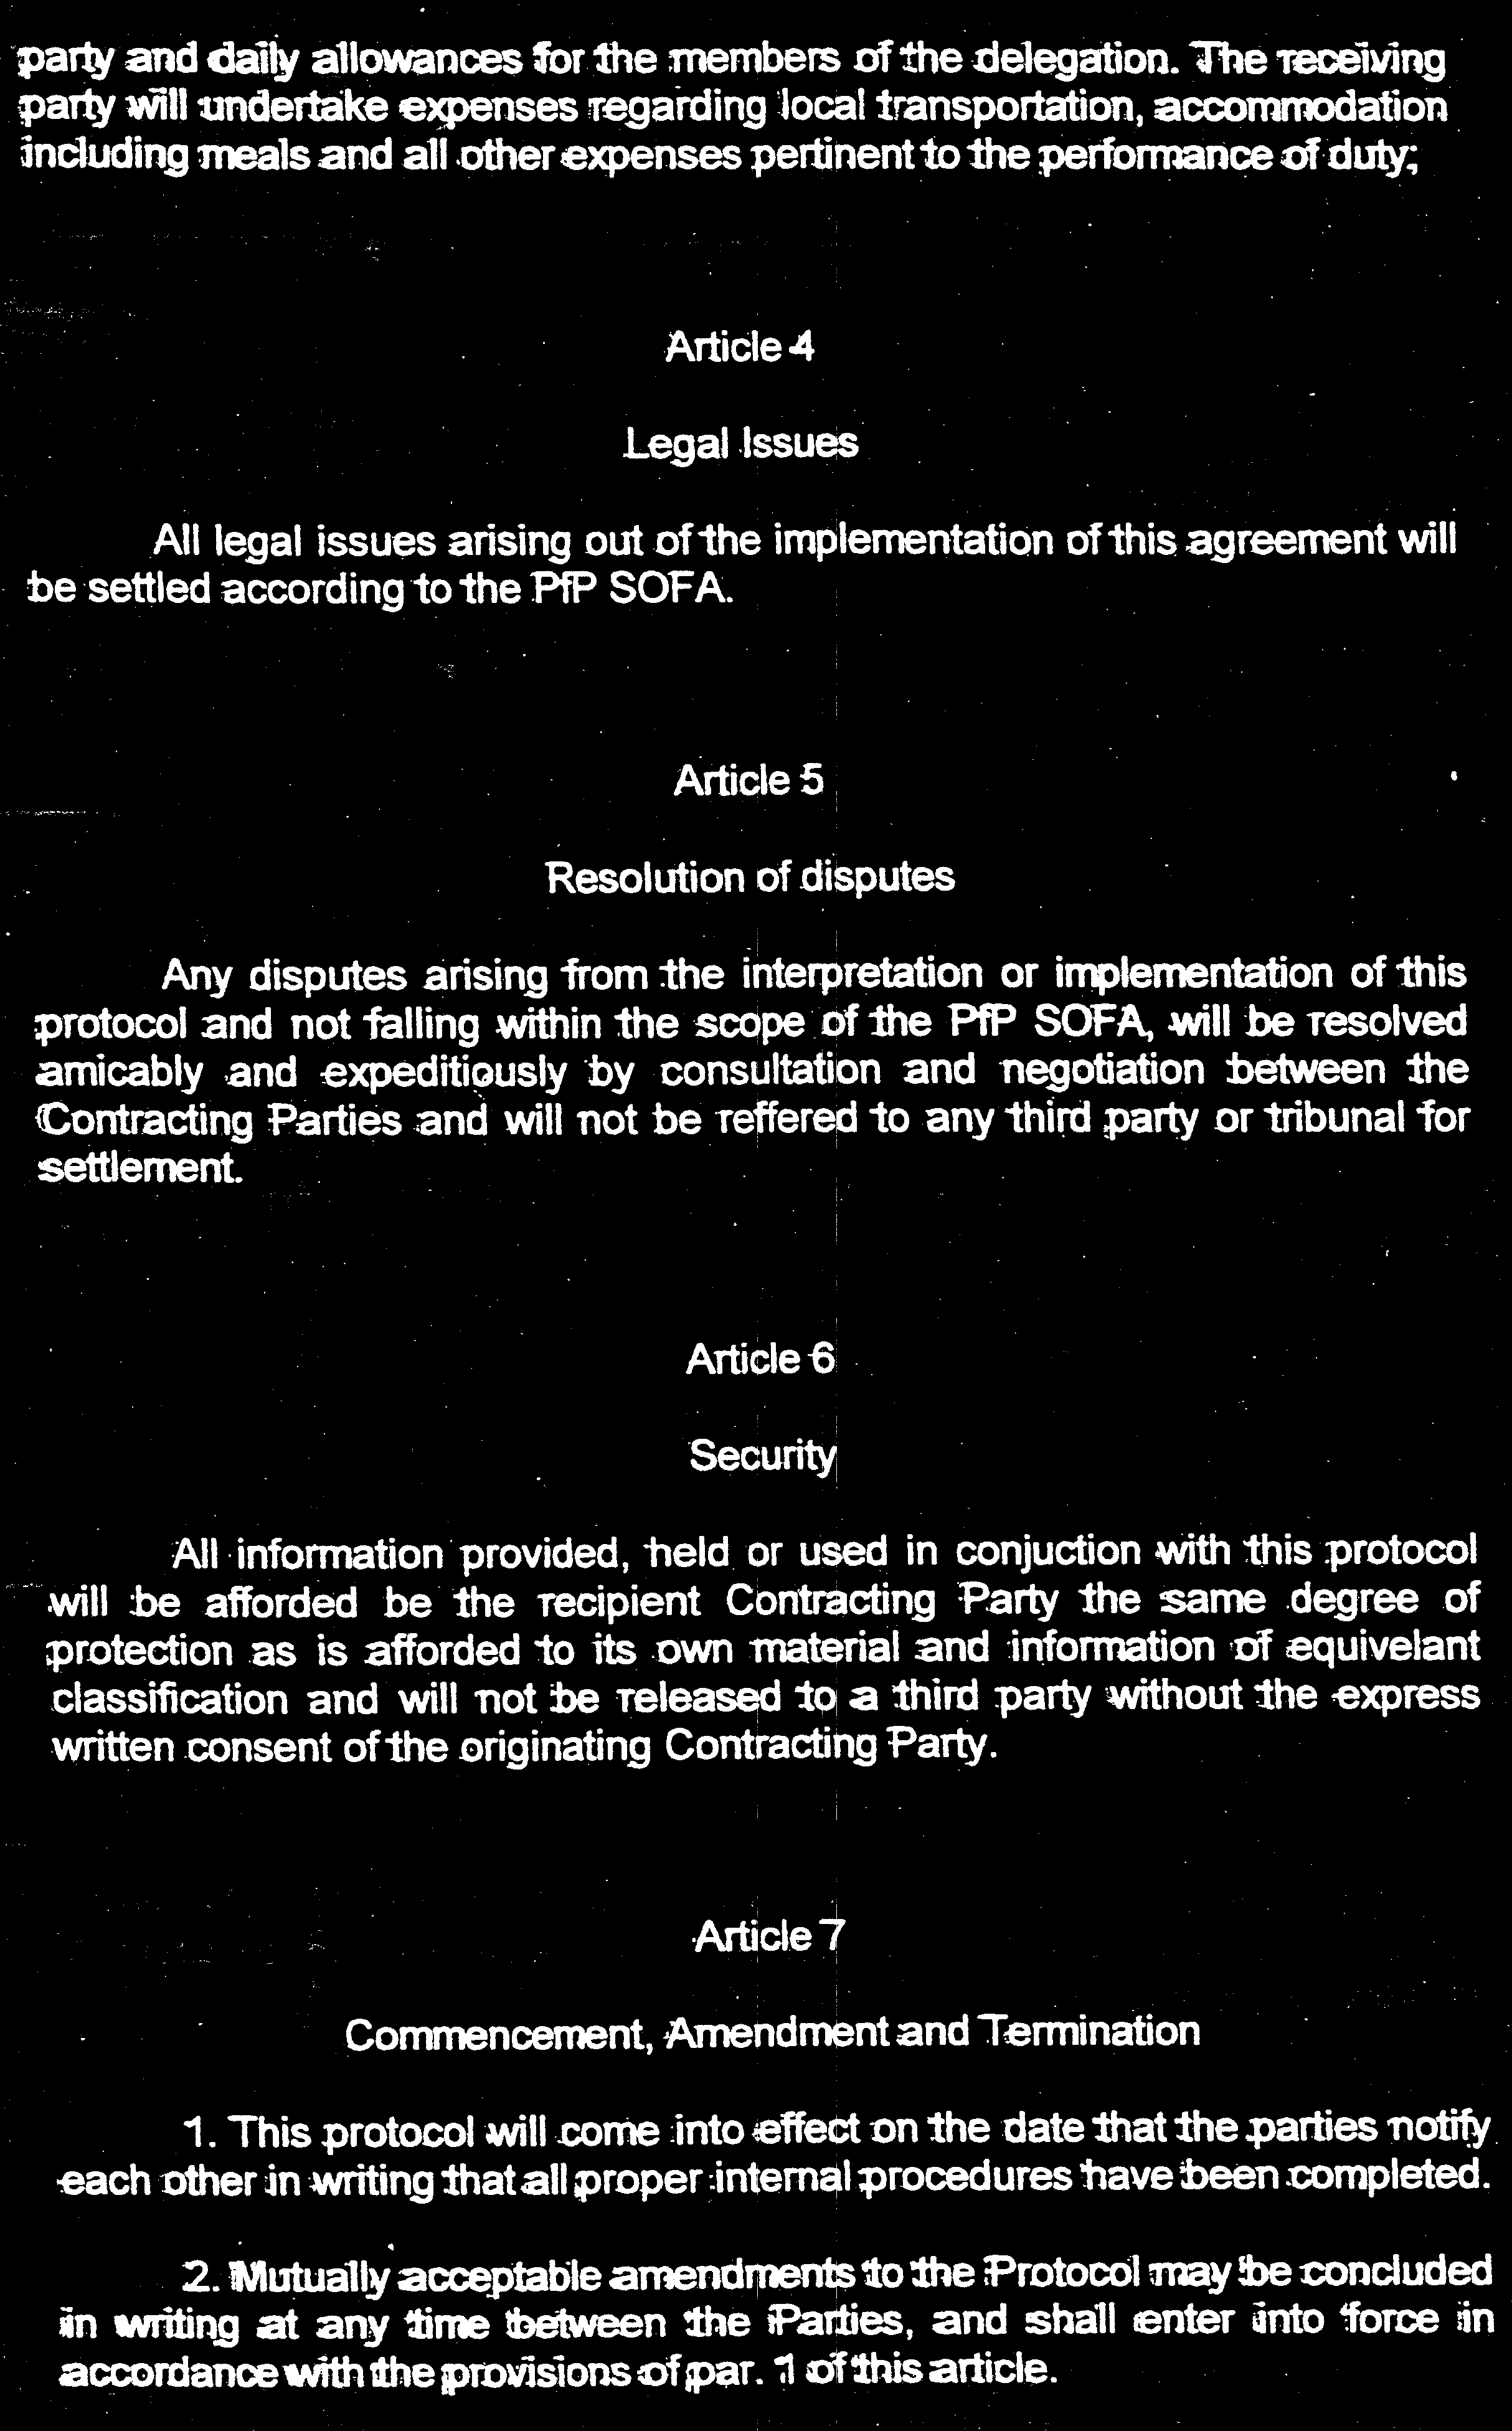 party and daily allowances for the members of the delegation. The receiving
party will undertake expenses regarding local transportation, accommodation
including meals and all other expenses pertinent to the performance of duty;
Article 4
Legal Issues
All legal issues arising out of the implementation of this agreement will
be settled according to the PfP SOFA.
Article 5
Resolution of disputes
Any disputes arising from the interpretation or implementation of this
protocol and not falling within the scope of the PfP SOFA, will be resolved
amicably and expeditiously by consultation and negotiation between the
Contracting Parties and will not be reffered to any third party or tribunal for
settlement.
Article 6
Security
All information provided, held or used in conjuction with this protocol
will be afforded be the recipient Contracting Party the same degree of
protection as is afforded to its own material and information of equivelant
classification and will not be released to a third party without the express
written consent of the originating Contracting Party.
Article 7
Commencement, Amendment and Termination
1. This protocol will come into effect on the date that the parties notify
each other in writing that all proper internal procedures have been completed.
2. Mutually acceptable amendments to the Protocol may be concluded
in writing at any time between the Parties, and shall enter into force in
accordance with the provisions of par. 1 of this article.